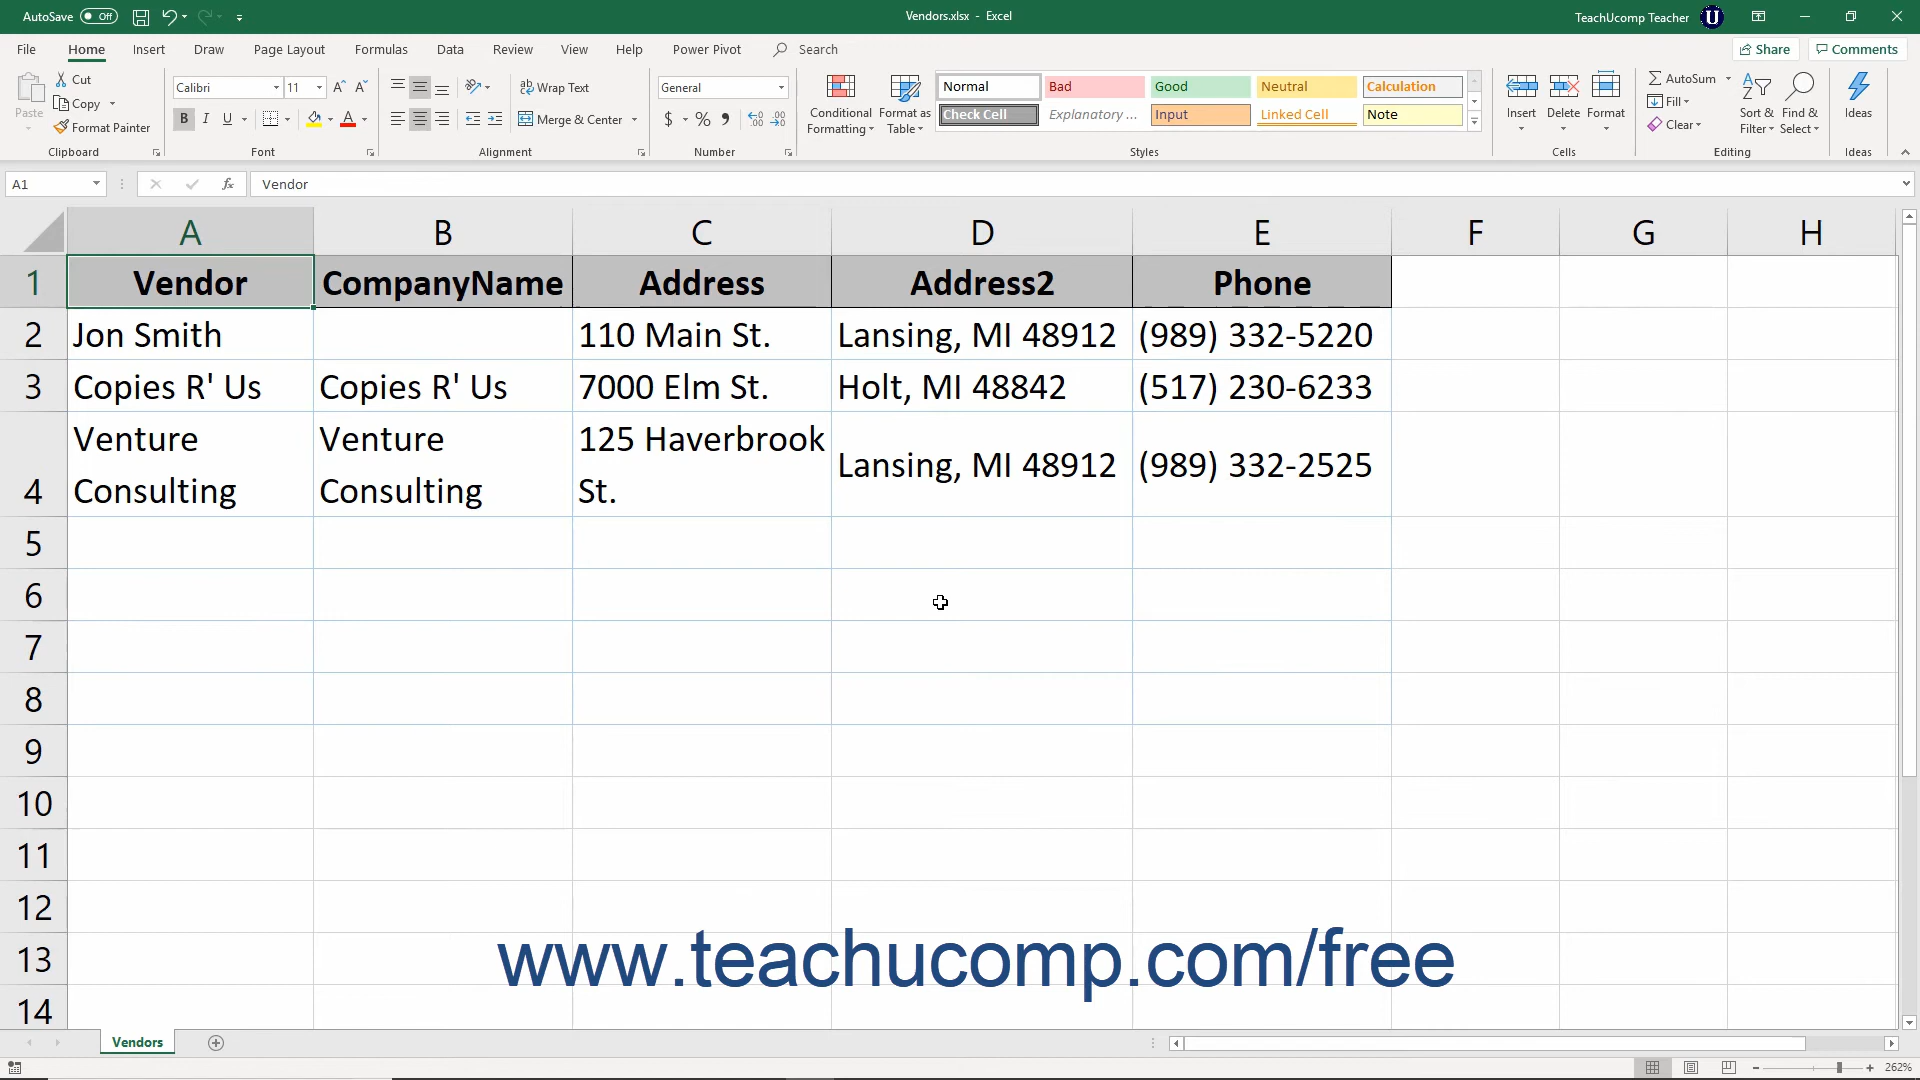 AutoSave Off
Vendors.xlsx - Excel
TeachUcomp Teacher U
File Home Insert Draw Page Layout Formulas Data Review View Help Power Pivot Search Share Comments
Paste Cut Copy Format Painter
Calibri 11 B I U A
Wrap Text Merge & Center
General $ %
Conditional Formatting Format as Table
Normal Bad Good Neutral Calculation
Check Cell Explanatory ... Input Linked Cell Note
Insert Delete Format
AutoSum Fill Clear Sort & Filter Find & Select Ideas
Clipboard Font Alignment Number Styles Cells Editing Ideas
A1 fx Vendor
A B C D E F G H
1 Vendor CompanyName Address Address2 Phone
2 Jon Smith 110 Main St. Lansing, MI 48912 (989) 332-5220
3 Copies R' Us Copies R' Us 7000 Elm St. Holt, MI 48842 (517) 230-6233
4 Venture Consulting Venture Consulting 125 Haverbrook St. Lansing, MI 48912 (989) 332-2525
5
6
7
8
9
10
11
12
13
14
www.teachucomp.com/free
Vendors
262%